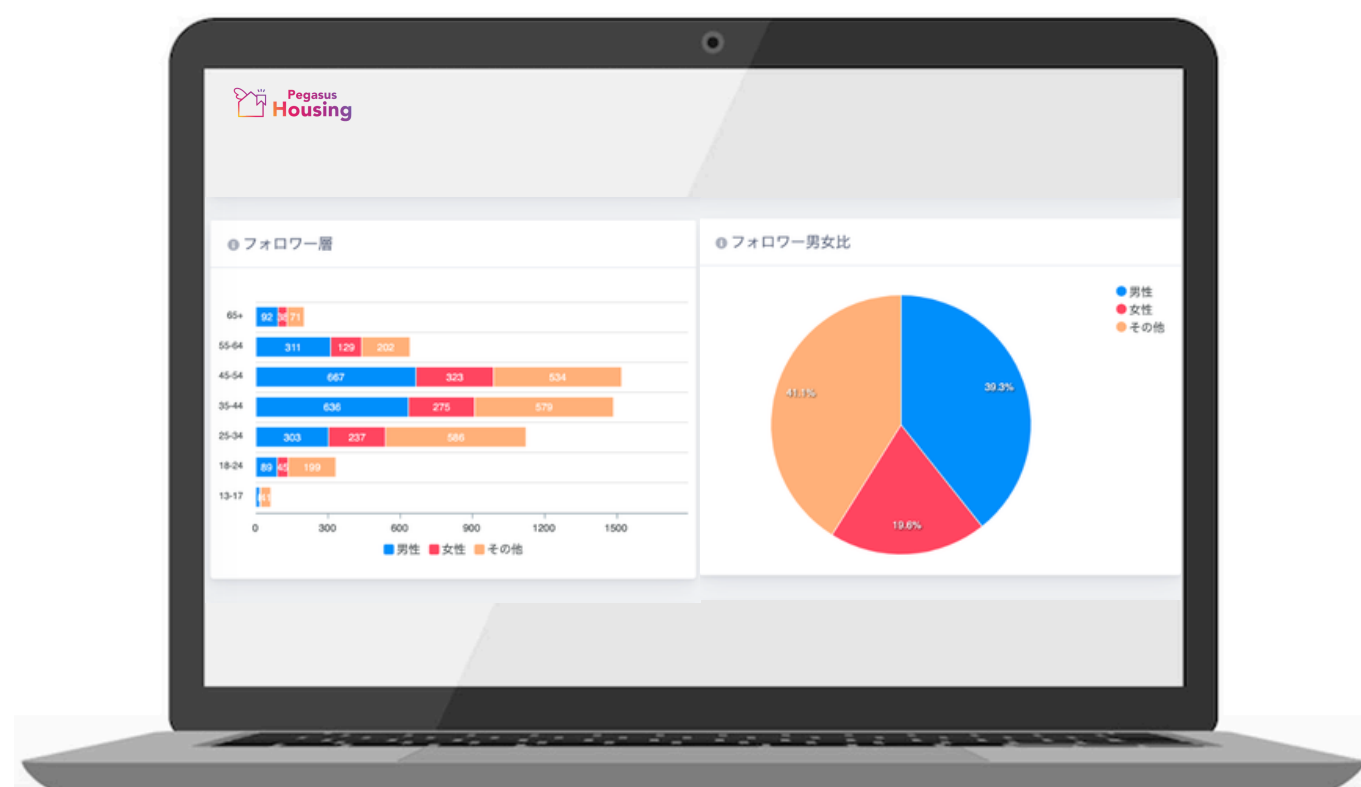 Pegasus
Housing
フォロワー層
65+ 92 38 71
55-64 311 129 202
45-54 667 323 534
35-44 636 275 579
25-34 303 237 586
18-24 89 45 199
13-17
0 300 600 900 1200 1500
男性 女性 その他
フォロワー男女比
男性
女性
その他
41.1%
39.3%
19.6%